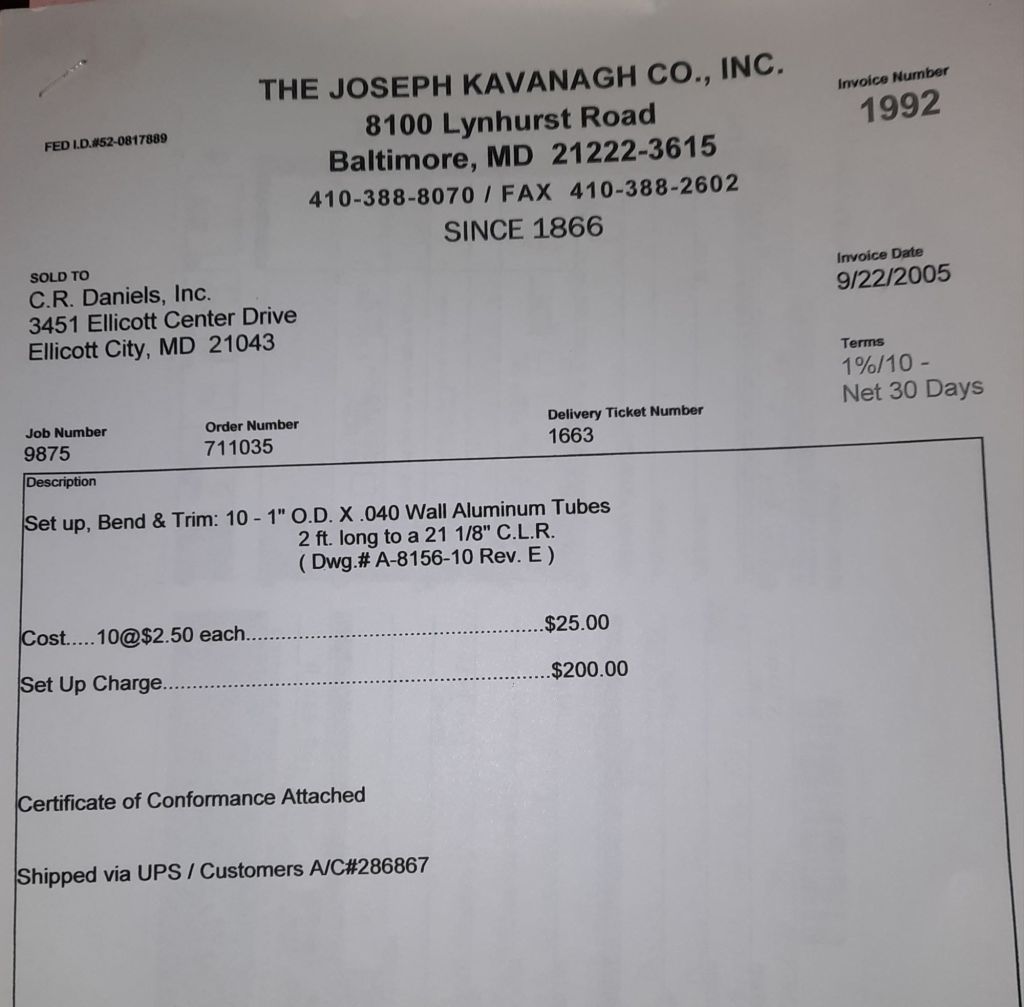 THE JOSEPH KAVANAGH CO., INC.
8100 Lynhurst Road
Baltimore, MD 21222-3615
410-388-8070 / FAX 410-388-2602
SINCE 1866
Invoice Number
1992
FED I.D.#52-0817889
Invoice Date
9/22/2005
SOLD TO
C.R. Daniels, Inc.
3451 Ellicott Center Drive
Ellicott City, MD 21043
Terms
1%/10 -
Net 30 Days
Job Number
9875
Order Number
711035
Delivery Ticket Number
1663
Description
Set up, Bend & Trim: 10 - 1" O.D. X .040 Wall Aluminum Tubes
2 ft. long to a 21 1/8" C.L.R.
( Dwg.# A-8156-10 Rev. E )
Cost.....10@$2.50 each..................................................$25.00
Set Up Charge.................................................................$200.00
Certificate of Conformance Attached
Shipped via UPS / Customers A/C#286867